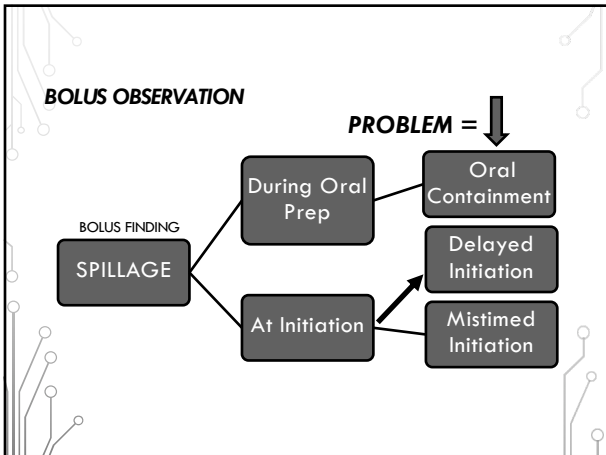 BOLUS OBSERVATION
PROBLEM =
BOLUS FINDING
SPILLAGE
During Oral
Prep
Oral
Containment
At Initiation
Delayed
Initiation
Mistimed
Initiation